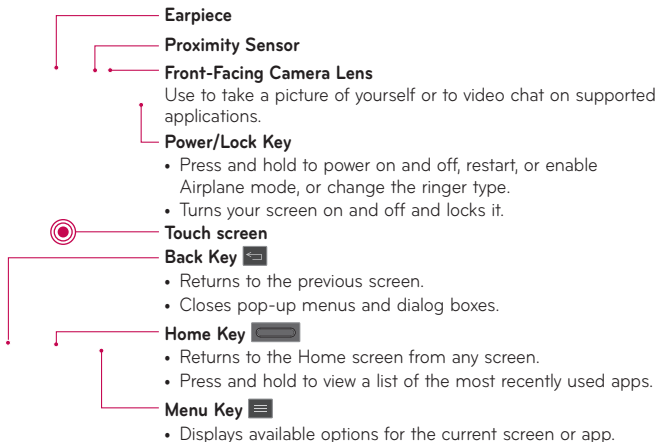 Earpiece
Proximity Sensor
Front-Facing Camera Lens
Use to take a picture of yourself or to video chat on supported
applications.
Power/Lock Key
• Press and hold to power on and off, restart, or enable
Airplane mode, or change the ringer type.
• Turns your screen on and off and locks it.
Touch screen
Back Key
• Returns to the previous screen.
• Closes pop-up menus and dialog boxes.
Home Key
• Returns to the Home screen from any screen.
• Press and hold to view a list of the most recently used apps.
Menu Key
• Displays available options for the current screen or app.